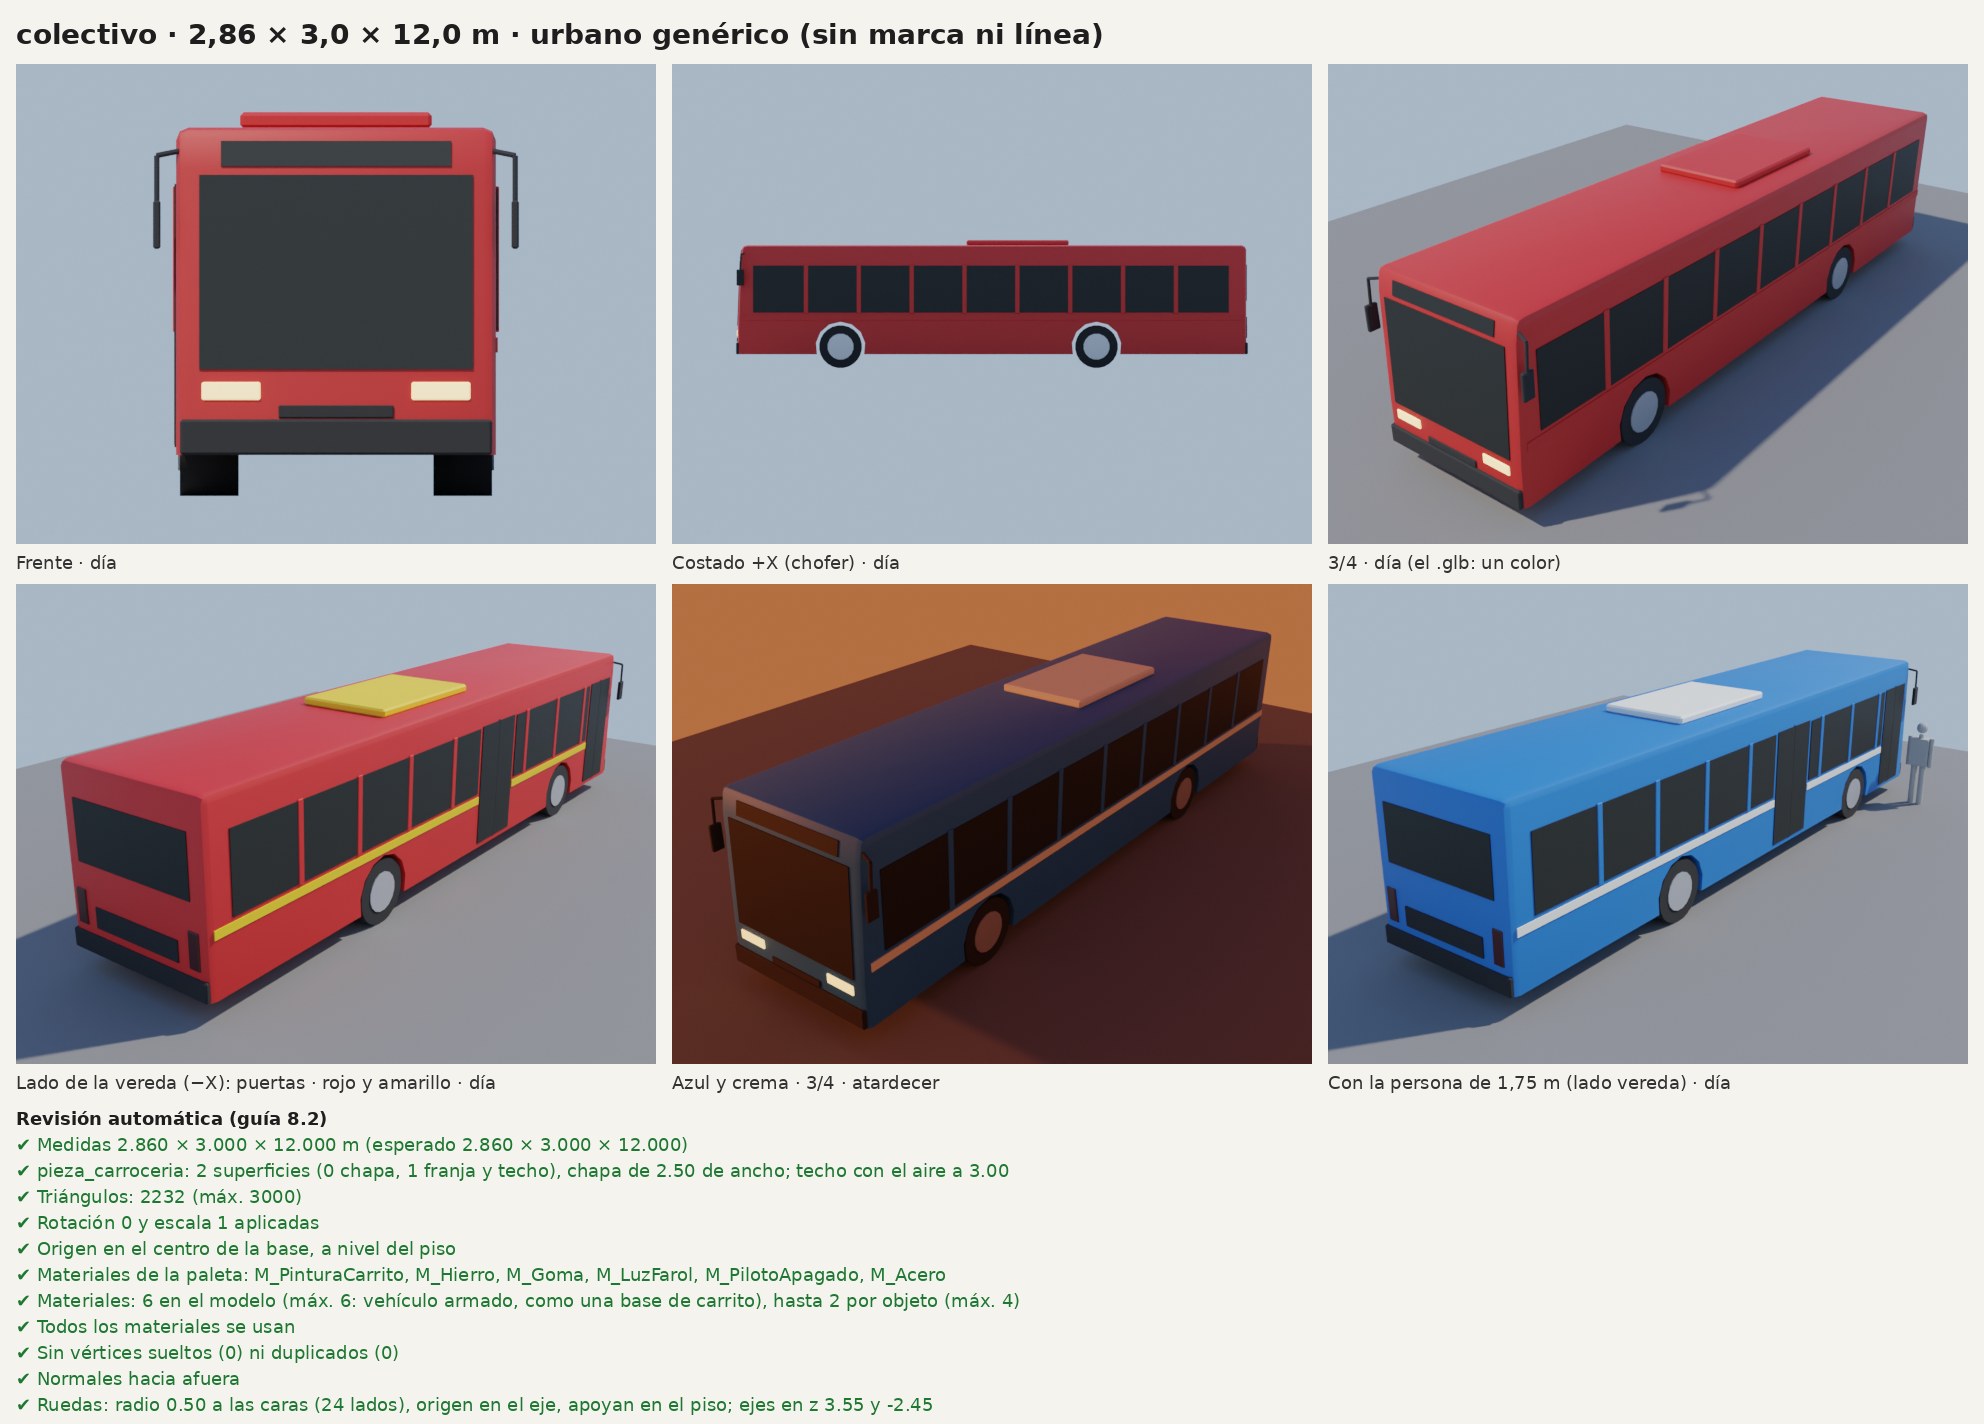 colectivo · 2,86 × 3,0 × 12,0 m · urbano genérico (sin marca ni línea)
Frente · día
Costado +X (chofer) · día
3/4 · día (el .glb: un color)
Lado de la vereda (−X): puertas · rojo y amarillo · día
Azul y crema · 3/4 · atardecer
Con la persona de 1,75 m (lado vereda) · día
Revisión automática (guía 8.2)
✔ Medidas 2.860 × 3.000 × 12.000 m (esperado 2.860 × 3.000 × 12.000)
✔ pieza_carroceria: 2 superficies (0 chapa, 1 franja y techo), chapa de 2.50 de ancho; techo con el aire a 3.00
✔ Triángulos: 2232 (máx. 3000)
✔ Rotación 0 y escala 1 aplicadas
✔ Origen en el centro de la base, a nivel del piso
✔ Materiales de la paleta: M_PinturaCarrito, M_Hierro, M_Goma, M_LuzFarol, M_PilotoApagado, M_Acero
✔ Materiales: 6 en el modelo (máx. 6: vehículo armado, como una base de carrito), hasta 2 por objeto (máx. 4)
✔ Todos los materiales se usan
✔ Sin vértices sueltos (0) ni duplicados (0)
✔ Normales hacia afuera
✔ Ruedas: radio 0.50 a las caras (24 lados), origen en el eje, apoyan en el piso; ejes en z 3.55 y -2.45